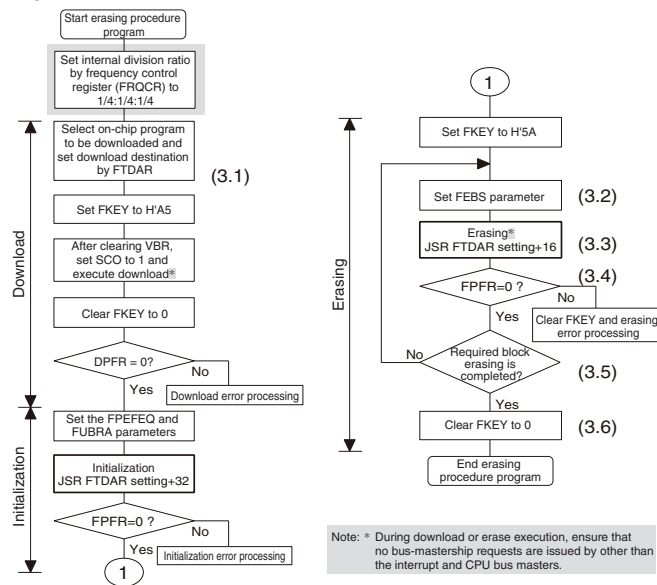 Start erasing procedure
program
Set internal division ratio
by frequency control
register (FRQCR) to
1/4:1/4:1/4
Select on-chip program
to be downloaded and
set download destination
by FTDAR
(3.1)
Set FKEY to H'A5
After clearing VBR,
set SCO to 1 and
execute download*
Clear FKEY to 0
DPFR = 0?
No
Yes
Download error processing
Download
Set the FPEFEQ and
FUBRA parameters
Initialization
JSR FTDAR setting+32
FPFR=0 ?
No
Yes
Initialization error processing
Initialization
1
1
Set FKEY to H'5A
Set FEBS parameter
(3.2)
Erasing*
JSR FTDAR setting+16
(3.3)
(3.4)
FPFR=0 ?
No
Yes
Clear FKEY and erasing
error processing
Erasing
No
Required block
erasing is
completed?
(3.5)
Yes
Clear FKEY to 0
(3.6)
End erasing
procedure program
Note: * During download or erase execution, ensure that
no bus-mastership requests are issued by other than
the interrupt and CPU bus masters.